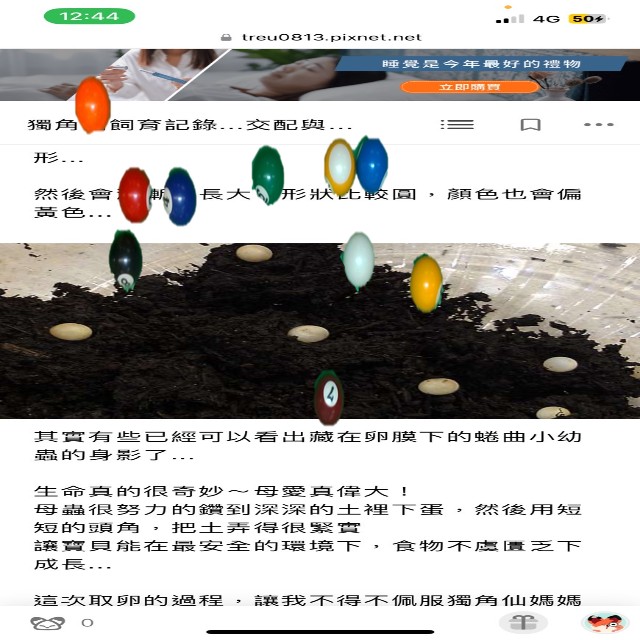 12:44
4G 50
treu0813.pixnet.net
睡覺是今年最好的禮物
立即購買
獨角 飼育記錄...交配與...
形...
然後會 漸 長大 形狀比較圓，顏色也會偏
黃色...
4
其實有些已經可以看出藏在卵膜下的蜷曲小幼
蟲的身影了...
生命真的很奇妙～母愛真偉大！
母蟲很努力的鑽到深深的土裡下蛋，然後用短
短的頭角，把土弄得很緊實
讓寶貝能在最安全的環境下，食物不虞匱乏下
成長...
這次取卵的過程，讓我不得不佩服獨角仙媽媽
0